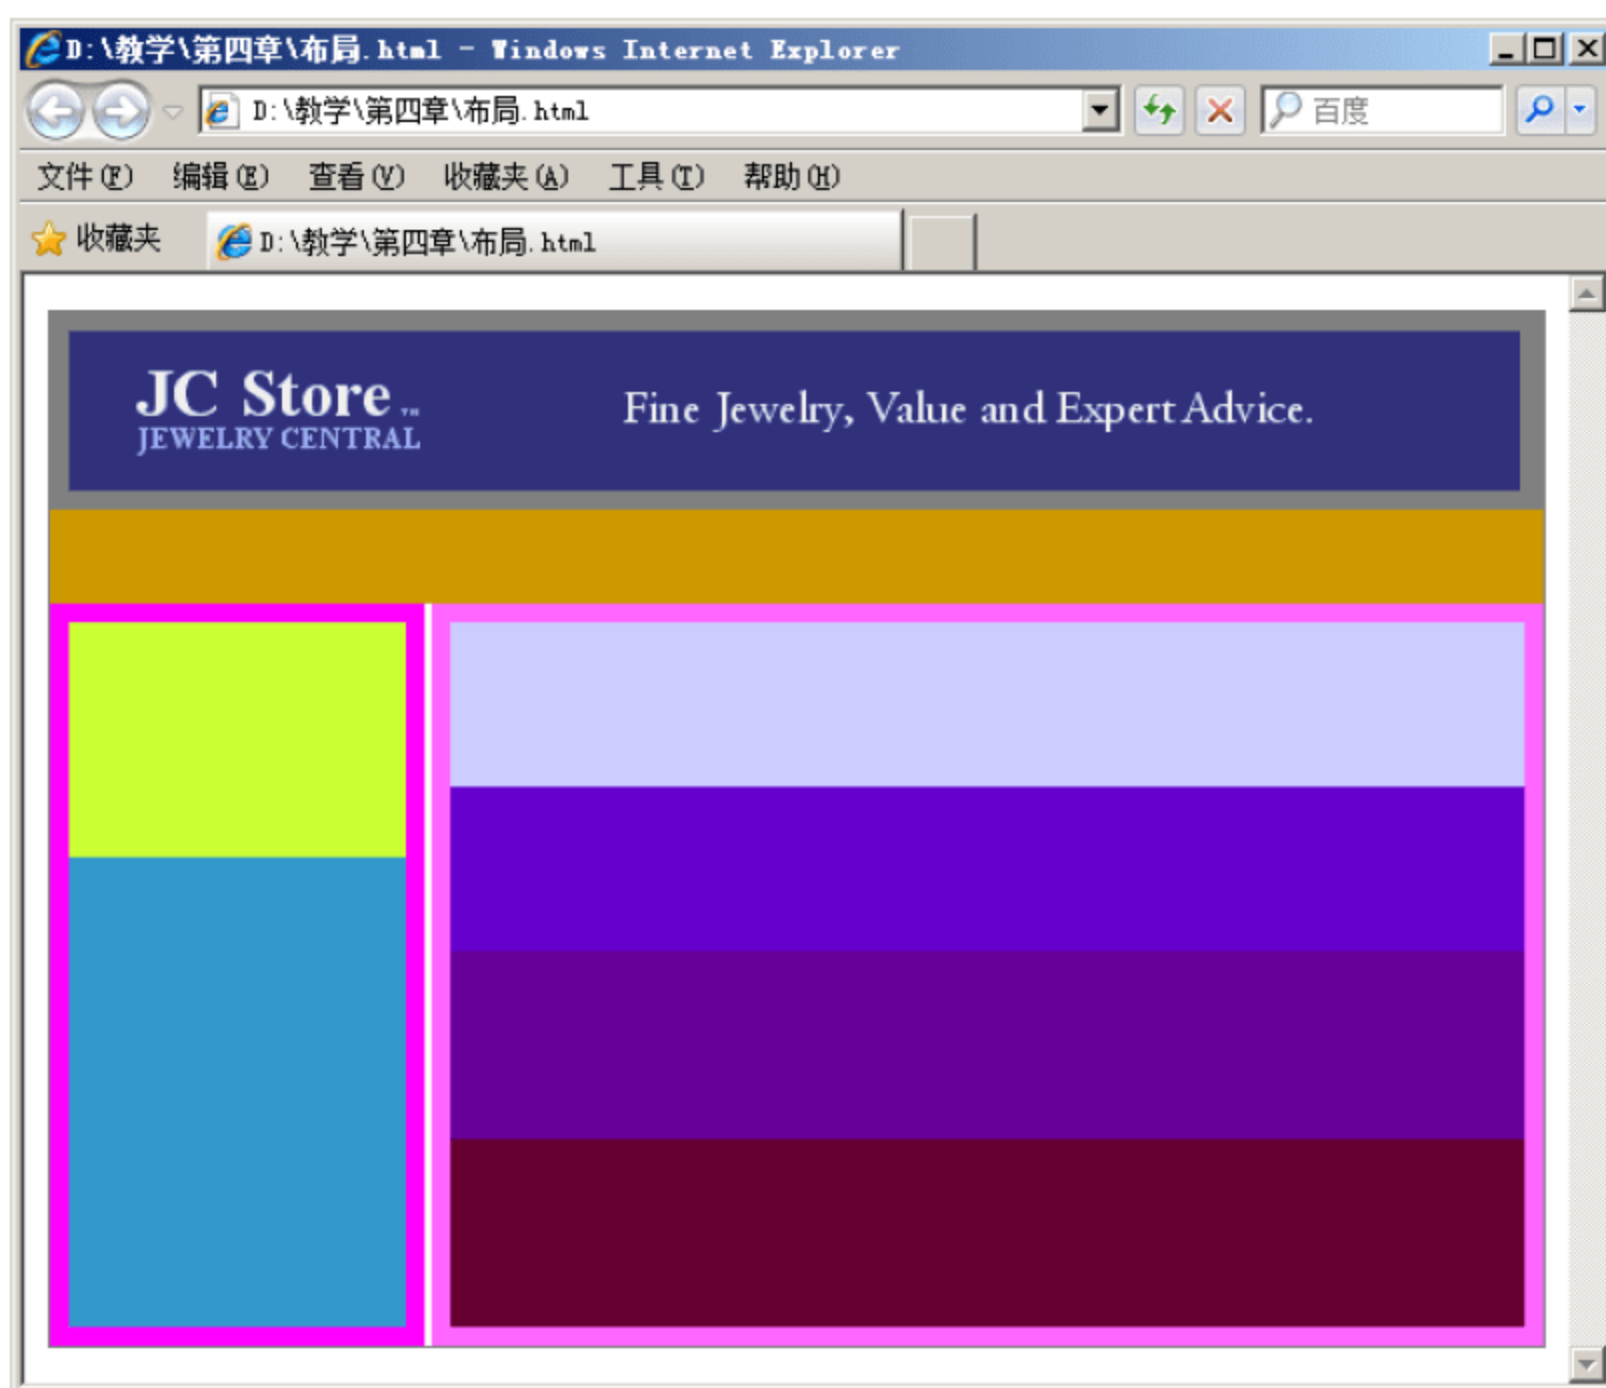 D:\教学\第四章\布局.html - Windows Internet Explorer
D:\教学\第四章\布局.html
百度
文件(F) 编辑(E) 查看(V) 收藏夹(A) 工具(T) 帮助(H)
收藏夹 D:\教学\第四章\布局.html
JC Store TM
JEWELRY CENTRAL
Fine Jewelry, Value and Expert Advice.